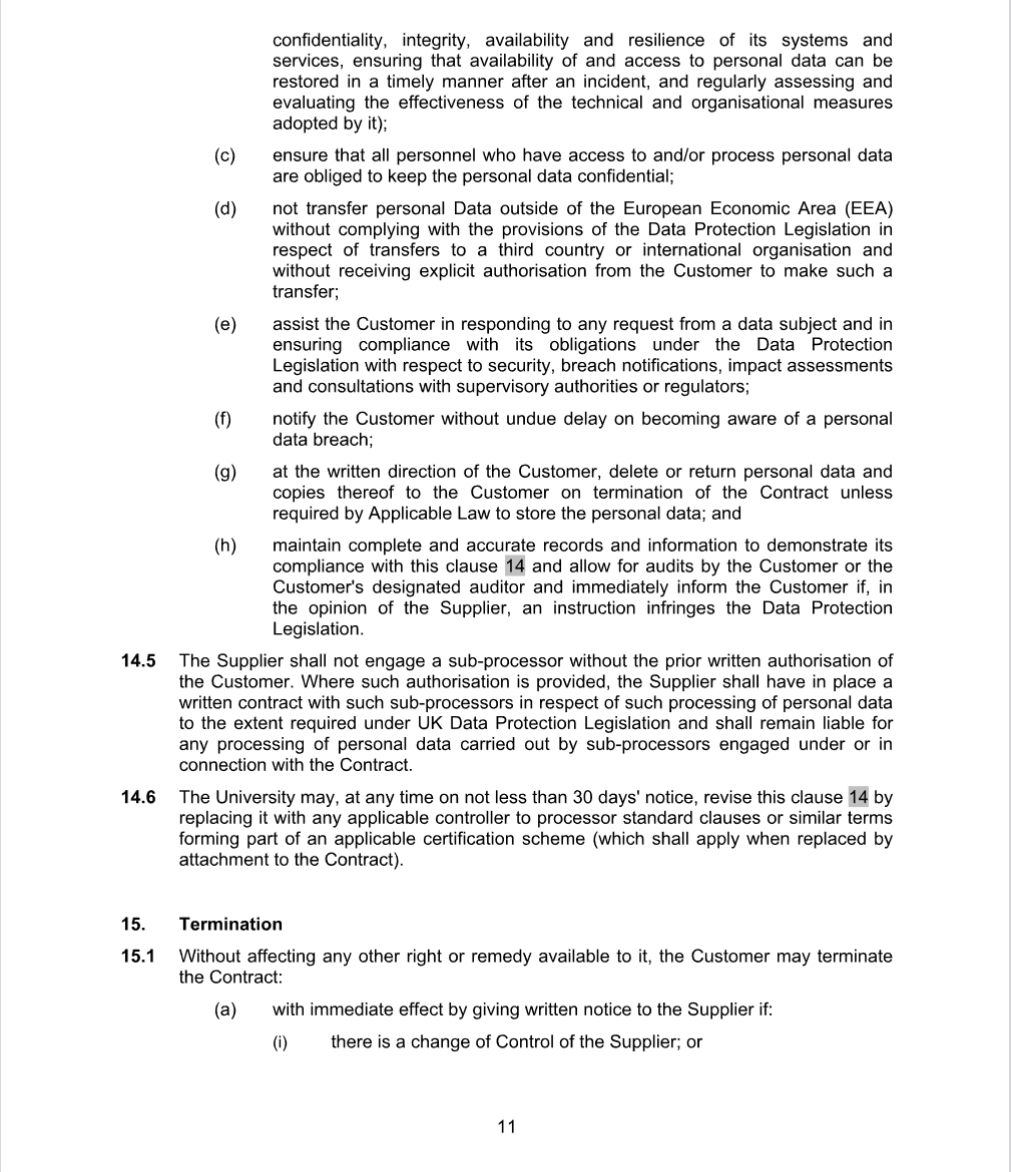 confidentiality, integrity, availability and resilience of its systems and
services, ensuring that availability of and access to personal data can be
restored in a timely manner after an incident, and regularly assessing and
evaluating the effectiveness of the technical and organisational measures
adopted by it);
(c) ensure that all personnel who have access to and/or process personal data
are obliged to keep the personal data confidential;
(d) not transfer personal Data outside of the European Economic Area (EEA)
without complying with the provisions of the Data Protection Legislation in
respect of transfers to a third country or international organisation and
without receiving explicit authorisation from the Customer to make such a
transfer;
(e) assist the Customer in responding to any request from a data subject and in
ensuring compliance with its obligations under the Data Protection
Legislation with respect to security, breach notifications, impact assessments
and consultations with supervisory authorities or regulators;
(f) notify the Customer without undue delay on becoming aware of a personal
data breach;
(g) at the written direction of the Customer, delete or return personal data and
copies thereof to the Customer on termination of the Contract unless
required by Applicable Law to store the personal data; and
(h) maintain complete and accurate records and information to demonstrate its
compliance with this clause 14 and allow for audits by the Customer or the
Customer's designated auditor and immediately inform the Customer if, in
the opinion of the Supplier, an instruction infringes the Data Protection
Legislation.
14.5 The Supplier shall not engage a sub-processor without the prior written authorisation of
the Customer. Where such authorisation is provided, the Supplier shall have in place a
written contract with such sub-processors in respect of such processing of personal data
to the extent required under UK Data Protection Legislation and shall remain liable for
any processing of personal data carried out by sub-processors engaged under or in
connection with the Contract.
14.6 The University may, at any time on not less than 30 days' notice, revise this clause 14 by
replacing it with any applicable controller to processor standard clauses or similar terms
forming part of an applicable certification scheme (which shall apply when replaced by
attachment to the Contract).
15. Termination
15.1 Without affecting any other right or remedy available to it, the Customer may terminate
the Contract:
(a) with immediate effect by giving written notice to the Supplier if:
(i) there is a change of Control of the Supplier; or
11